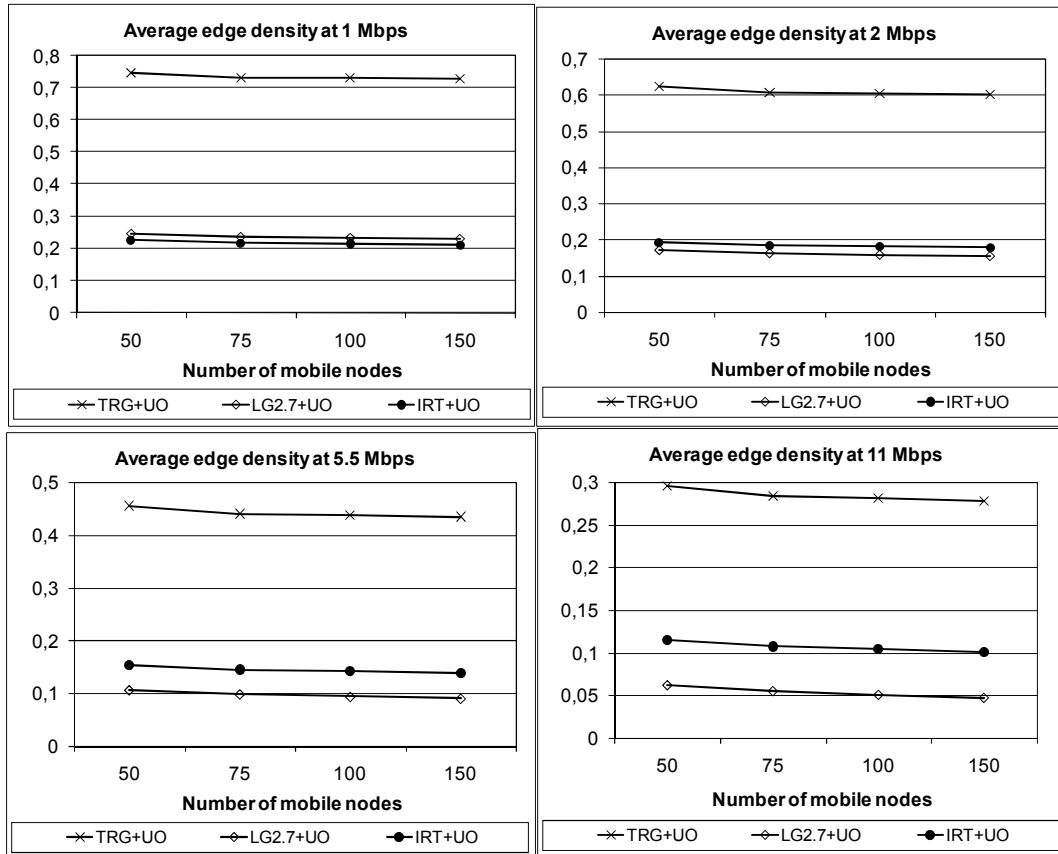 Average edge density at 1 Mbps
0,8
0,7
0,6
0,5
0,4
0,3
0,2
0,1
0
50 75 100 150
Number of mobile nodes
TRG+UO LG2.7+UO IRT+UO
Average edge density at 2 Mbps
0,7
0,6
0,5
0,4
0,3
0,2
0,1
0
50 75 100 150
Number of mobile nodes
TRG+UO LG2.7+UO IRT+UO
Average edge density at 5.5 Mbps
0,5
0,4
0,3
0,2
0,1
0
50 75 100 150
Number of mobile nodes
TRG+UO LG2.7+UO IRT+UO
Average edge density at 11 Mbps
0,3
0,25
0,2
0,15
0,1
0,05
0
50 75 100 150
Number of mobile nodes
TRG+UO LG2.7+UO IRT+UO